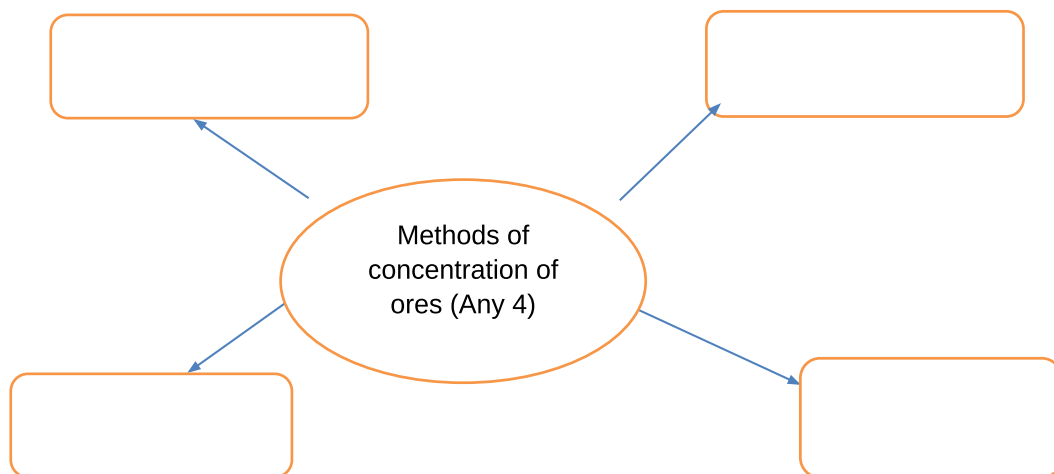 Methods of
concentration of
ores (Any 4)